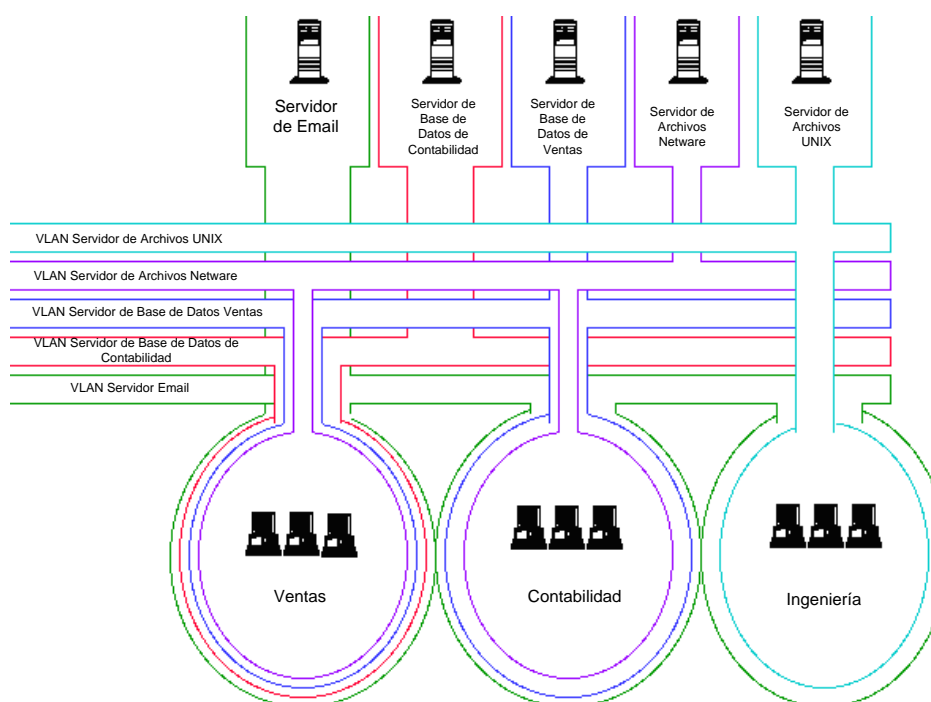 Servidor
de Email
Servidor de
Base de
Datos de
Contabilidad
Servidor de
Base de
Datos de
Ventas
Servidor de
Archivos
Netware
Servidor de
Archivos
UNIX
VLAN Servidor de Archivos UNIX
VLAN Servidor de Archivos Netware
VLAN Servidor de Base de Datos Ventas
VLAN Servidor de Base de Datos de
Contabilidad
VLAN Servidor Email
Ventas
Contabilidad
Ingeniería